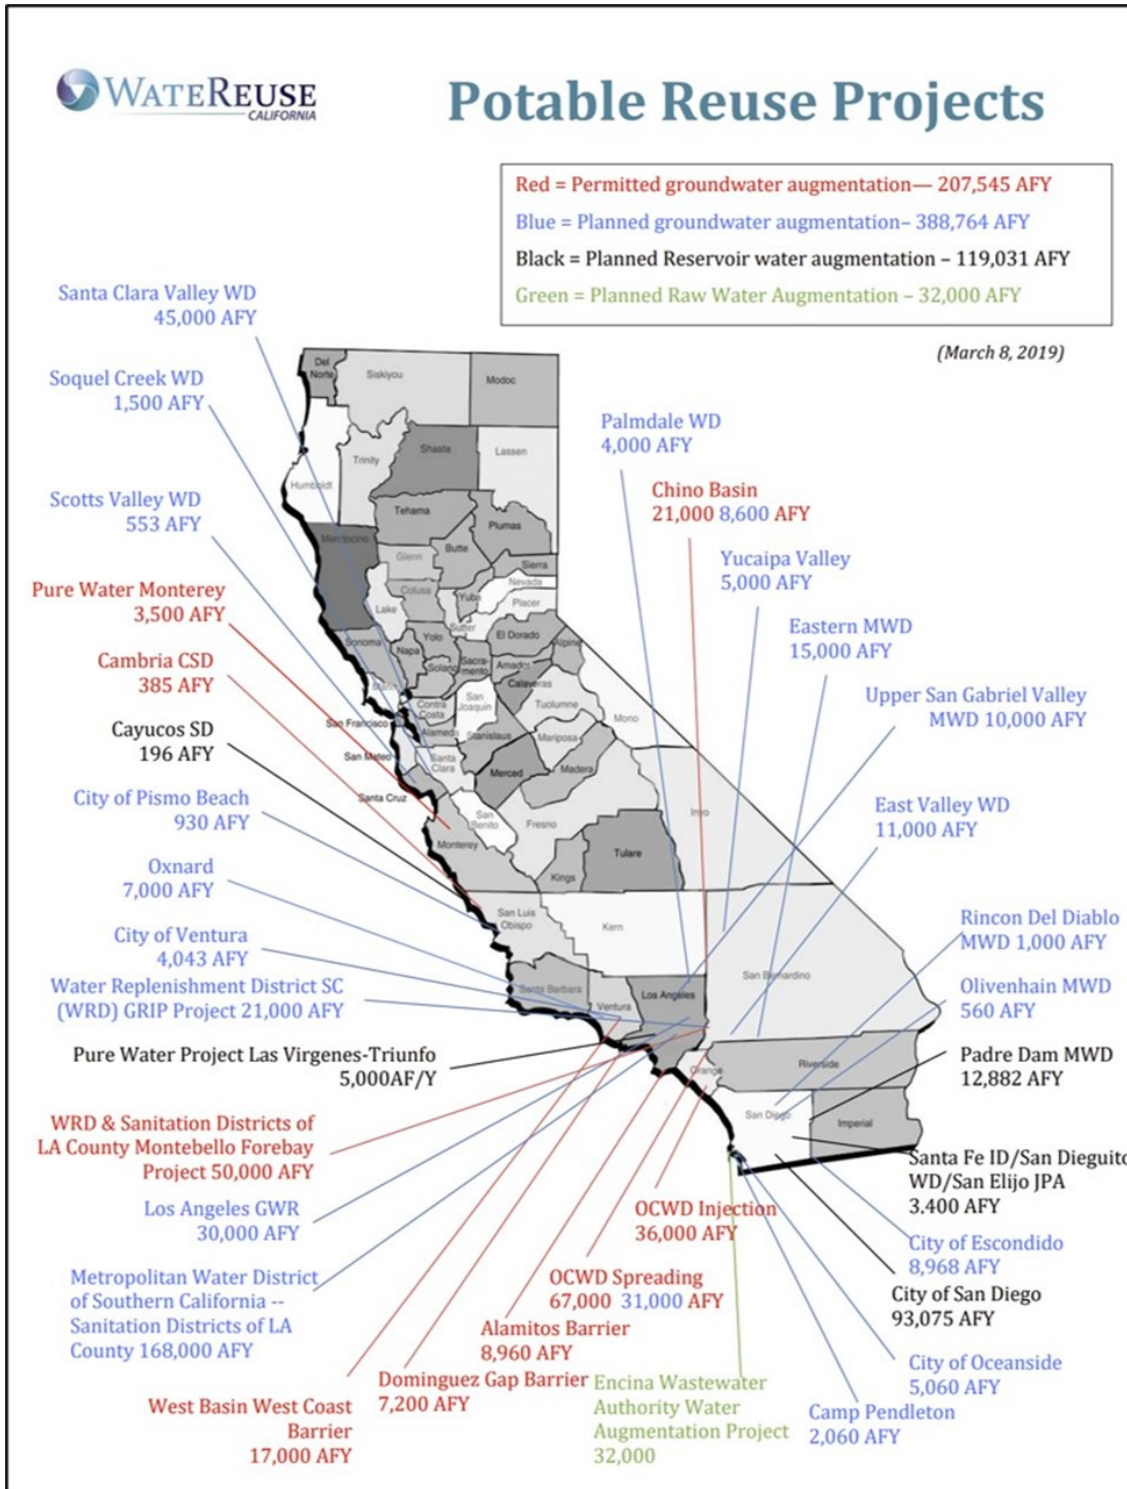 WATEREUSE
CALIFORNIA
Potable Reuse Projects
Red = Permitted groundwater augmentation— 207,545 AFY
Blue = Planned groundwater augmentation– 388,764 AFY
Black = Planned Reservoir water augmentation – 119,031 AFY
Green = Planned Raw Water Augmentation – 32,000 AFY
(March 8, 2019)
Santa Clara Valley WD
45,000 AFY
Soquel Creek WD
1,500 AFY
Scotts Valley WD
553 AFY
Pure Water Monterey
3,500 AFY
Cambria CSD
385 AFY
Cayucos SD
196 AFY
City of Pismo Beach
930 AFY
Oxnard
7,000 AFY
City of Ventura
4,043 AFY
Water Replenishment District SC
(WRD) GRIP Project 21,000 AFY
Pure Water Project Las Virgenes-Triunfo
5,000AF/Y
WRD & Sanitation Districts of
LA County Montebello Forebay
Project 50,000 AFY
Los Angeles GWR
30,000 AFY
Metropolitan Water District
of Southern California --
Sanitation Districts of LA
County 168,000 AFY
West Basin West Coast
Barrier
17,000 AFY
Dominguez Gap Barrier
7,200 AFY
Alamitos Barrier
8,960 AFY
OCWD Spreading
67,000 31,000 AFY
OCWD Injection
36,000 AFY
Encina Wastewater
Authority Water
Augmentation Project
32,000
Palmdale WD
4,000 AFY
Chino Basin
21,000 8,600 AFY
Yucaipa Valley
5,000 AFY
Eastern MWD
15,000 AFY
Upper San Gabriel Valley
MWD 10,000 AFY
East Valley WD
11,000 AFY
Rincon Del Diablo
MWD 1,000 AFY
Olivenhain MWD
560 AFY
Padre Dam MWD
12,882 AFY
Santa Fe ID/San Dieguito
WD/San Elijo JPA
3.400 AFY
City of Escondido
8,968 AFY
City of San Diego
93,075 AFY
City of Oceanside
5,060 AFY
Camp Pendleton
2,060 AFY
Del
Norte
Siskiyou
Modoc
Humboldt
Trinity
Shasta
Lassen
Tehama
Plumas
Mendocino
Glenn
Butte
Sierra
Nevada
Colusa
Yuba
Placer
Lake
Sutter
Sonoma
Napa
Yolo
El Dorado
Alpine
Solano
Sacra-
mento
Amador
Calaveras
Marin
Contra
Costa
San
Joaquin
Tuolumne
Mono
San Francisco
Alameda
Stanislaus
Mariposa
San Mateo
Santa
Clara
Merced
Madera
Santa Cruz
San
Benito
Fresno
Inyo
Monterey
Kings
Tulare
San Luis
Obispo
Kern
San Bernardino
Santa Barbara
Ventura
Los Angeles
Orange
Riverside
San Diego
Imperial